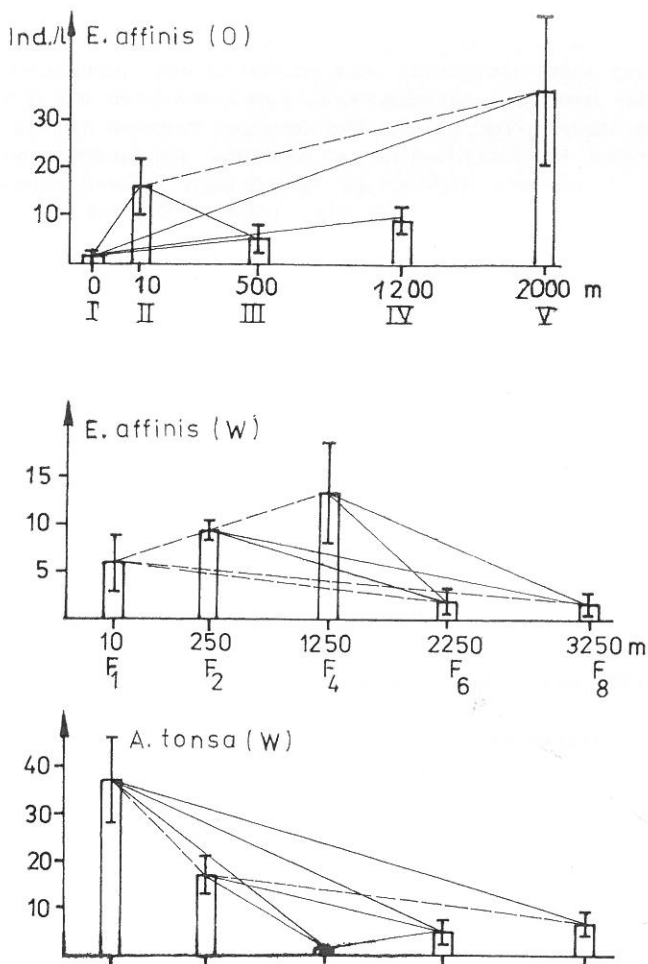 Ind./l E. affinis (O)
30
20
10
0 10 500 1200 2000 m
I II III IV V
E. affinis (W)
15
10
5
10 250 1250 2250 3250 m
F1 F2 F4 F6 F8
A. tonsa (W)
40
30
20
10